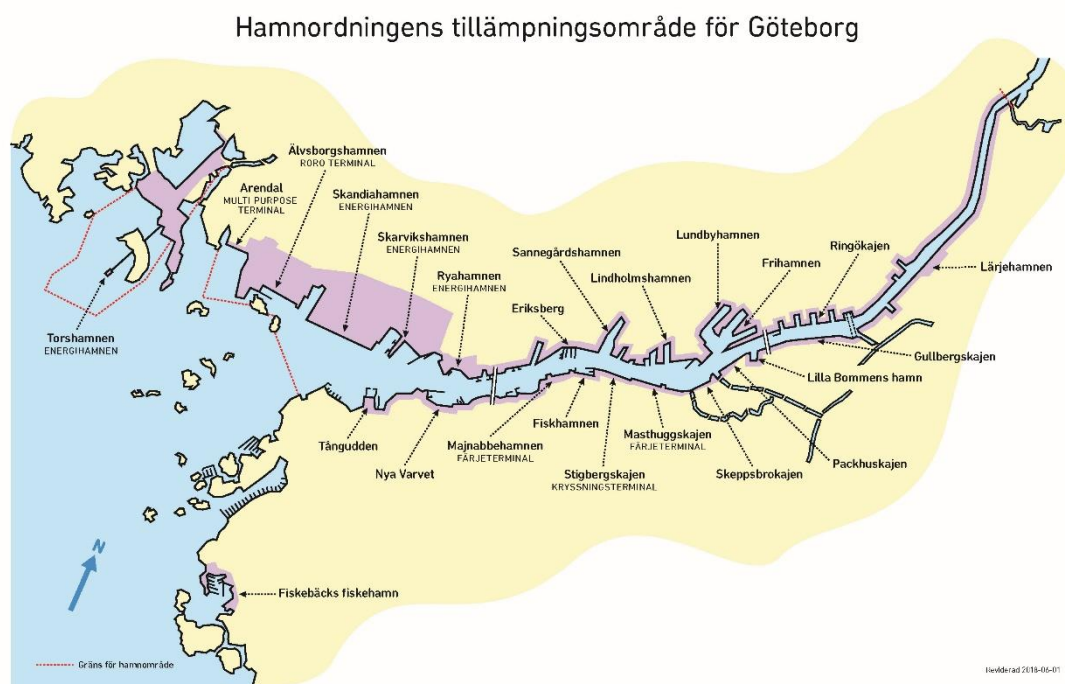 Hamnordningens tillämpningsområde för Göteborg
Älvsborgshamnen
RORO TERMINAL
Arendal
MULTI PURPOSE
TERMINAL
Skandiahamnen
ENERGIHAMNEN
Skarvikshamnen
ENERGIHAMNEN
Ryahamnen
ENERGIHAMNEN
Sannegårdshamnen
Lindholmshamnen
Eriksberg
Lundbyhamnen
Frihamnen
Ringökajen
Lärjehamnen
Torshamnen
ENERGIHAMNEN
Gullbergskajen
Lilla Bommens hamn
Packhuskajen
Skeppsbrokajen
Masthuggskajen
FÄRJETERMINAL
Stigbergskajen
KRYSSNINGSTERMINAL
Fiskhamnen
Majnabbehamnen
FÄRJETERMINAL
Nya Varvet
Tångudden
N
Fiskebäcks fiskehamn
Gräns för hamnområde
Reviderad 2018-06-01